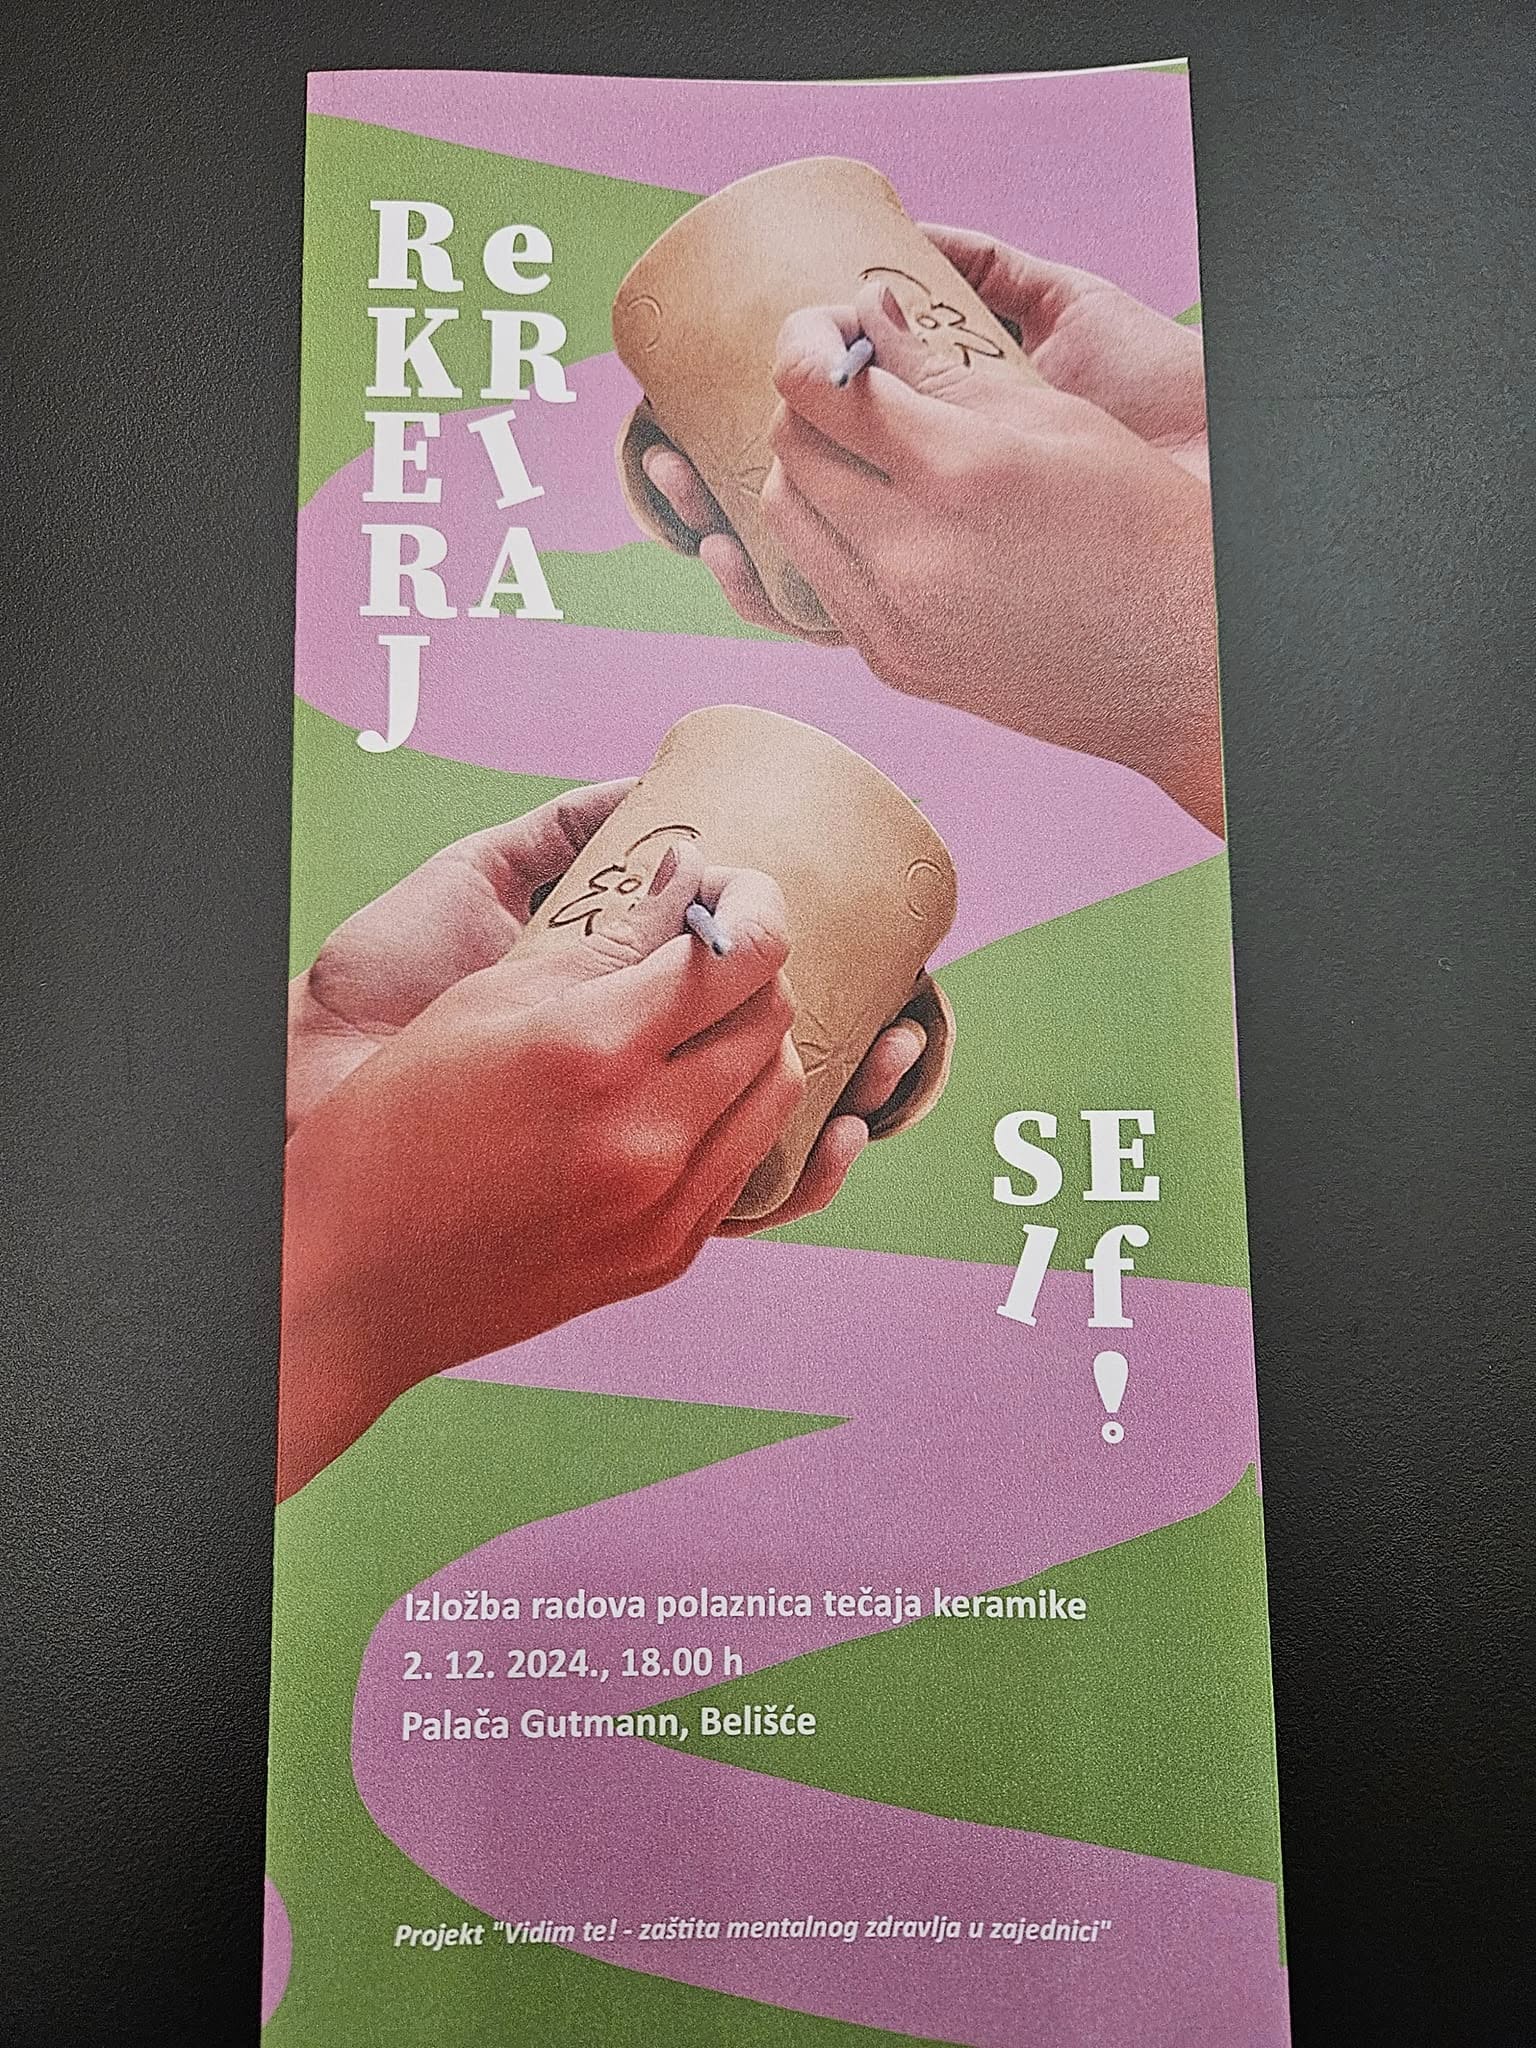 Re
KR
EI
RA
J
SE
lf
!
Izložba radova polaznica tečaja keramike
2. 12. 2024., 18.00 h
Palača Gutmann, Belišće
Projekt "Vidim te! - zaštita mentalnog zdravlja u zajednici"